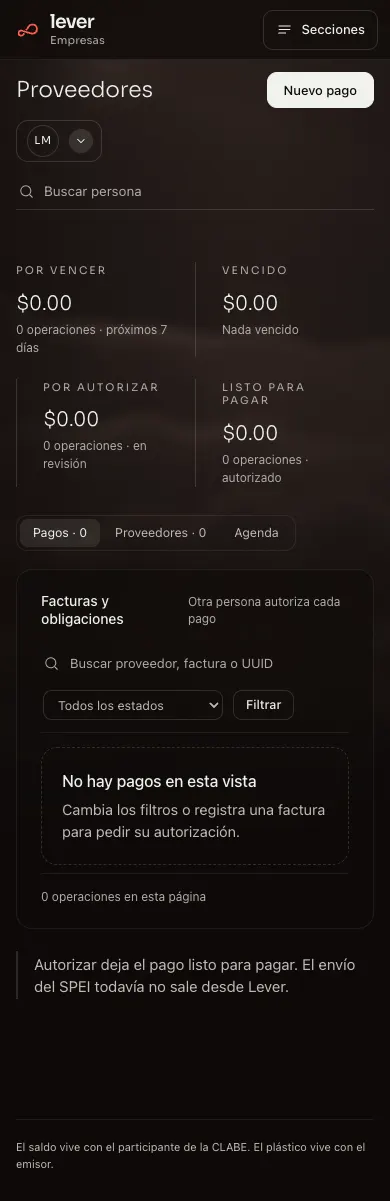 lever
Empresas
Secciones
Proveedores
Nuevo pago
LM
Buscar persona
POR VENCER
$0.00
0 operaciones · próximos 7
días
VENCIDO
$0.00
Nada vencido
POR AUTORIZAR
$0.00
0 operaciones · en
revisión
LISTO PARA
PAGAR
$0.00
0 operaciones ·
autorizado
Pagos · 0
Proveedores · 0
Agenda
Facturas y
obligaciones
Otra persona autoriza cada
pago
Buscar proveedor, factura o UUID
Todos los estados
Filtrar
No hay pagos en esta vista
Cambia los filtros o registra una factura
para pedir su autorización.
0 operaciones en esta página
Autorizar deja el pago listo para pagar. El envío
del SPEI todavía no sale desde Lever.
El saldo vive con el participante de la CLABE. El plástico vive con el
emisor.